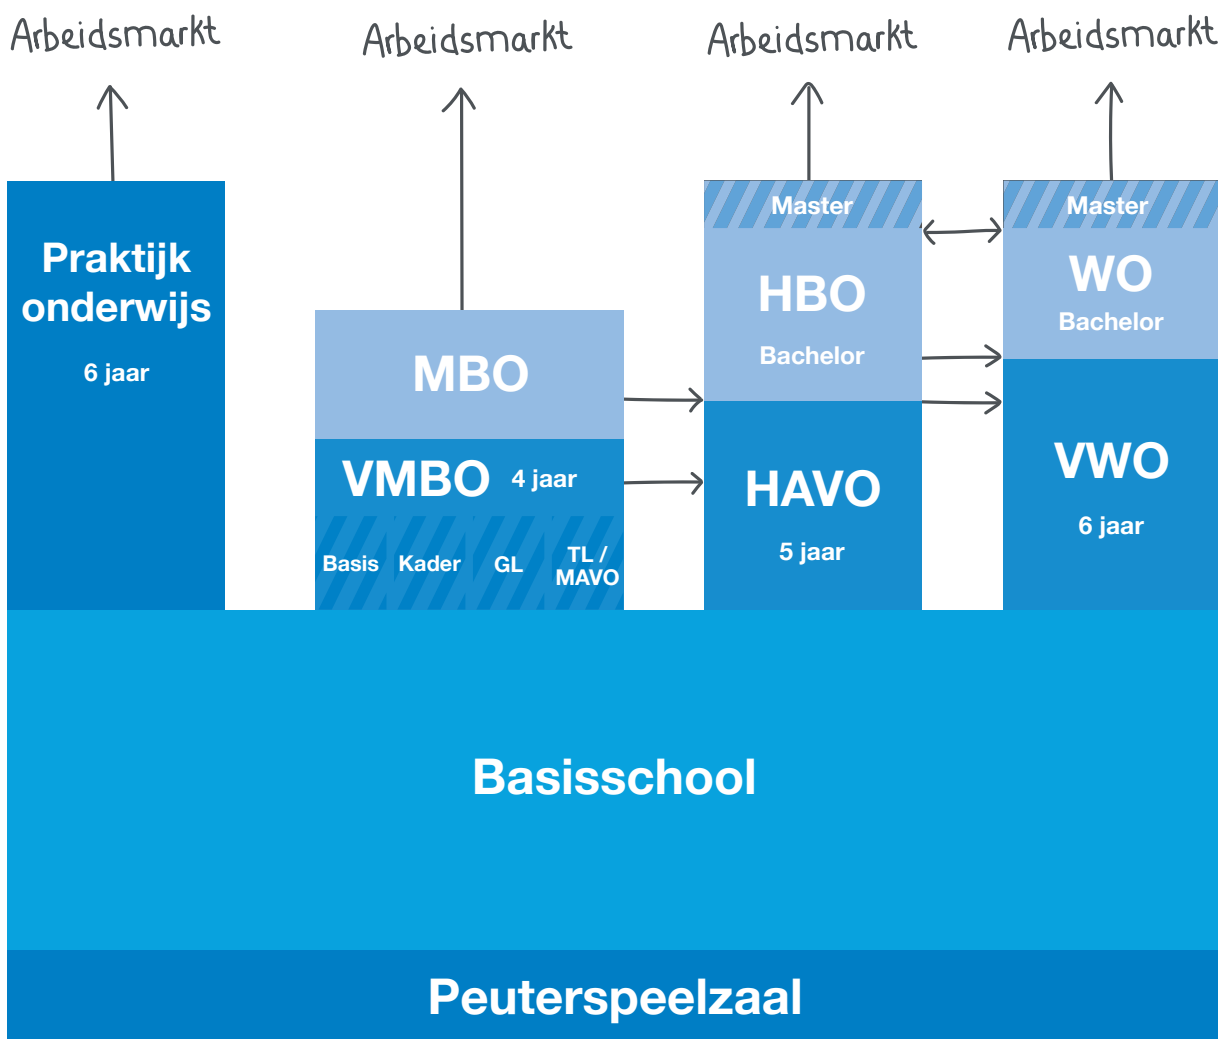 Arbeidsmarkt
Arbeidsmarkt
Arbeidsmarkt
Arbeidsmarkt
Praktijk
onderwijs
6 jaar
MBO
VMBO 4 jaar
Basis
Kader
GL
TL /
MAVO
Master
HBO
Bachelor
HAVO
5 jaar
Master
WO
Bachelor
VWO
6 jaar
Basisschool
Peuterspeelzaal